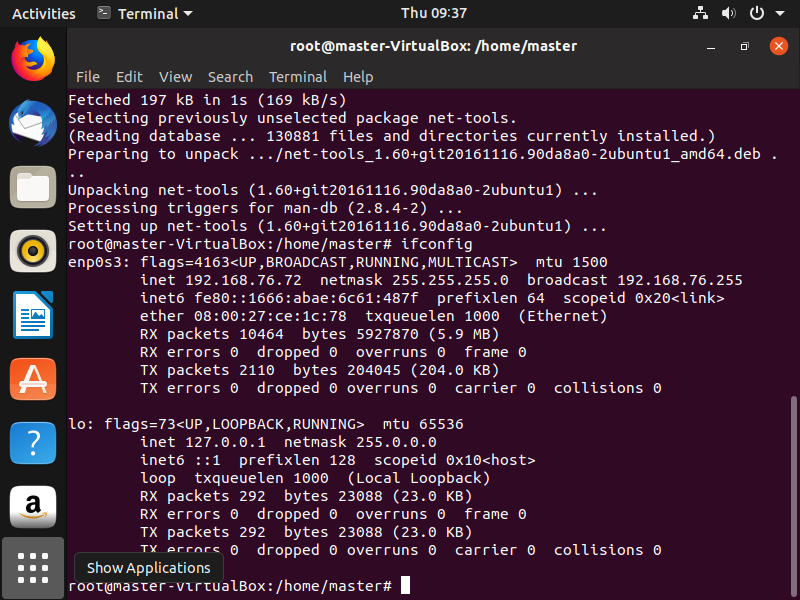 Activities Terminal Thu 09:37
root@master-VirtualBox: /home/master
File Edit View Search Terminal Help
Fetched 197 kB in 1s (169 kB/s)
Selecting previously unselected package net-tools.
(Reading database ... 130881 files and directories currently installed.)
Preparing to unpack .../net-tools_1.60+git20161116.90da8a0-2ubuntu1_amd64.deb .
..
Unpacking net-tools (1.60+git20161116.90da8a0-2ubuntu1) ...
Processing triggers for man-db (2.8.4-2) ...
Setting up net-tools (1.60+git20161116.90da8a0-2ubuntu1) ...
root@master-VirtualBox:/home/master# ifconfig
enp0s3: flags=4163<UP,BROADCAST,RUNNING,MULTICAST>  mtu 1500
        inet 192.168.76.72  netmask 255.255.255.0  broadcast 192.168.76.255
        inet6 fe80::1666:abae:6c61:487f  prefixlen 64  scopeid 0x20<link>
        ether 08:00:27:ce:1c:78  txqueuelen 1000  (Ethernet)
        RX packets 10464  bytes 5927870 (5.9 MB)
        RX errors 0  dropped 0  overruns 0  frame 0
        TX packets 2110  bytes 204045 (204.0 KB)
        TX errors 0  dropped 0 overruns 0  carrier 0  collisions 0
lo: flags=73<UP,LOOPBACK,RUNNING>  mtu 65536
        inet 127.0.0.1  netmask 255.0.0.0
        inet6 ::1  prefixlen 128  scopeid 0x10<host>
        loop  txqueuelen 1000  (Local Loopback)
        RX packets 292  bytes 23088 (23.0 KB)
        RX errors 0  dropped 0  overruns 0  frame 0
        TX packets 292  bytes 23088 (23.0 KB)
        TX errors 0  dropped 0 overruns 0  carrier 0  collisions 0
Show Applications
root@master-VirtualBox:/home/master#